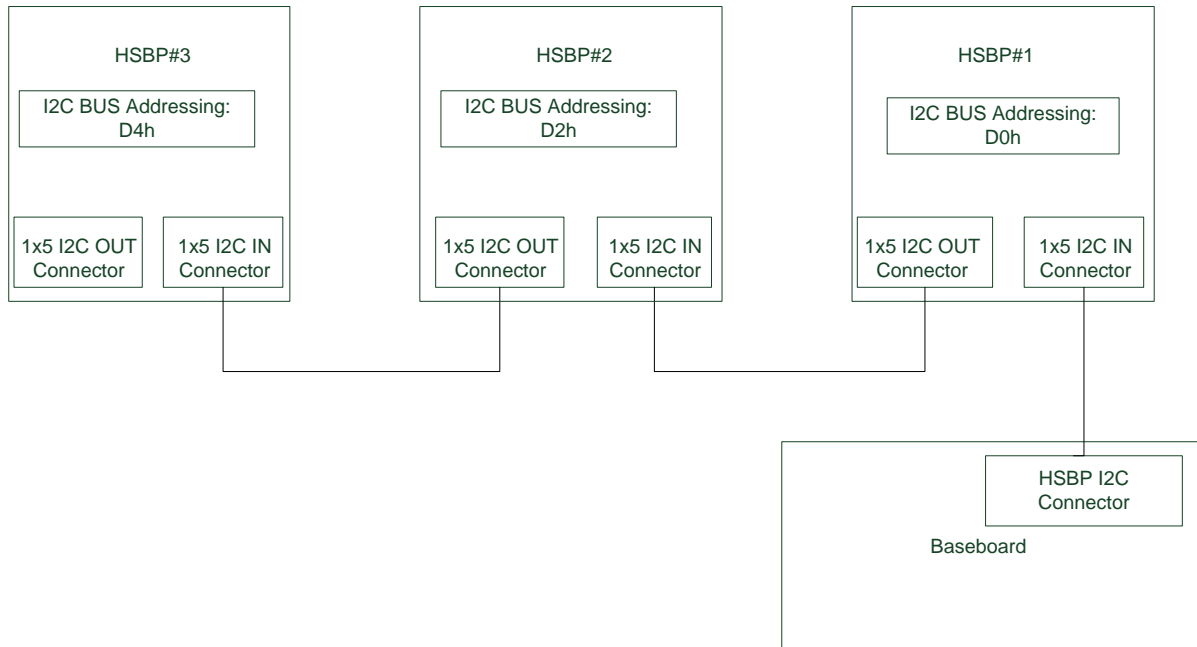 HSBP#3
I2C BUS Addressing:
D4h
1x5 I2C OUT
Connector
1x5 I2C IN
Connector
HSBP#2
I2C BUS Addressing:
D2h
1x5 I2C OUT
Connector
1x5 I2C IN
Connector
HSBP#1
I2C BUS Addressing:
D0h
1x5 I2C OUT
Connector
1x5 I2C IN
Connector
HSBP I2C
Connector
Baseboard